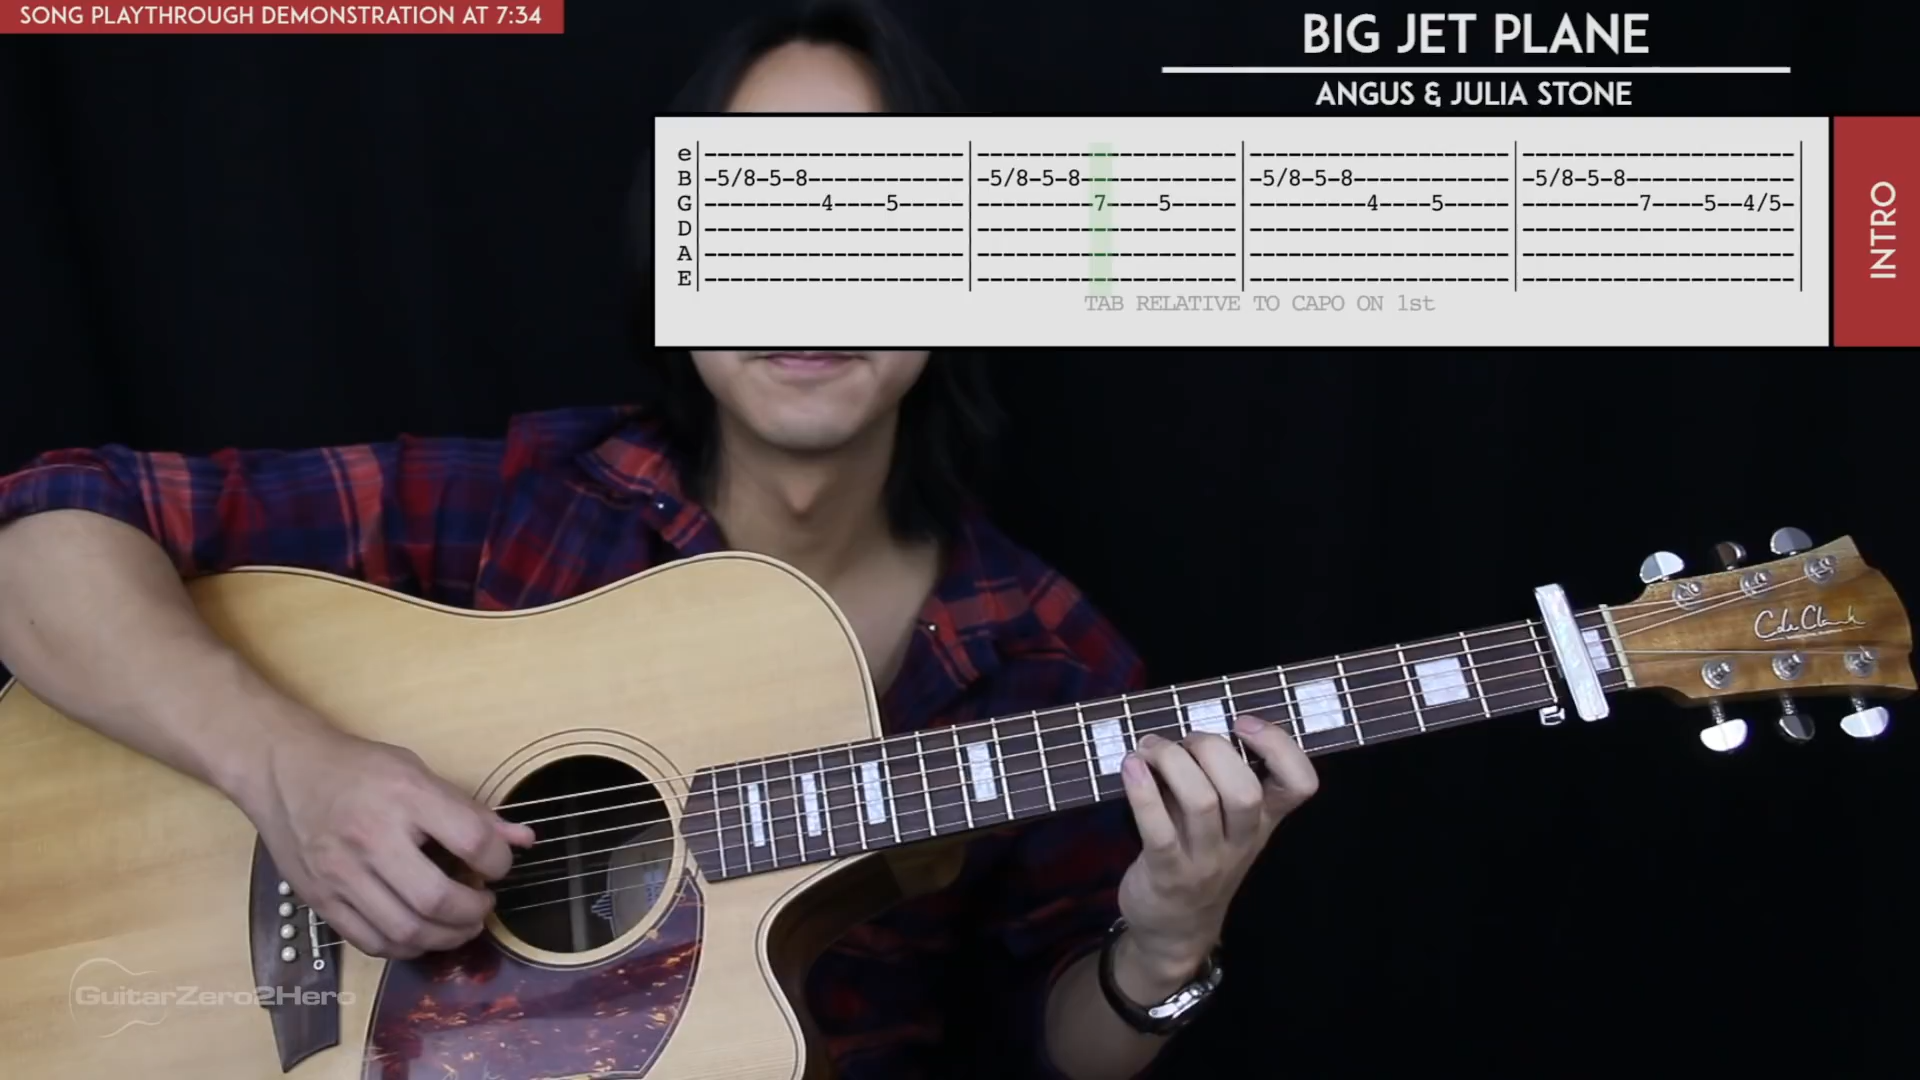 SONG PLAYTHROUGH DEMONSTRATION AT 7:34
BIG JET PLANE
ANGUS & JULIA STONE
e|--------------------|--------------------|--------------------|---------------------|
B|-5/8-5-8------------|-5/8-5-8------------|-5/8-5-8------------|-5/8-5-8-------------|
G|---------4----5-----|---------7----5-----|---------4----5-----|---------7----5--4/5-|
D|--------------------|--------------------|--------------------|---------------------|
A|--------------------|--------------------|--------------------|---------------------|
E|--------------------|--------------------|--------------------|---------------------|
TAB RELATIVE TO CAPO ON 1st
INTRO
Cole Clark
GuitarZero2Hero